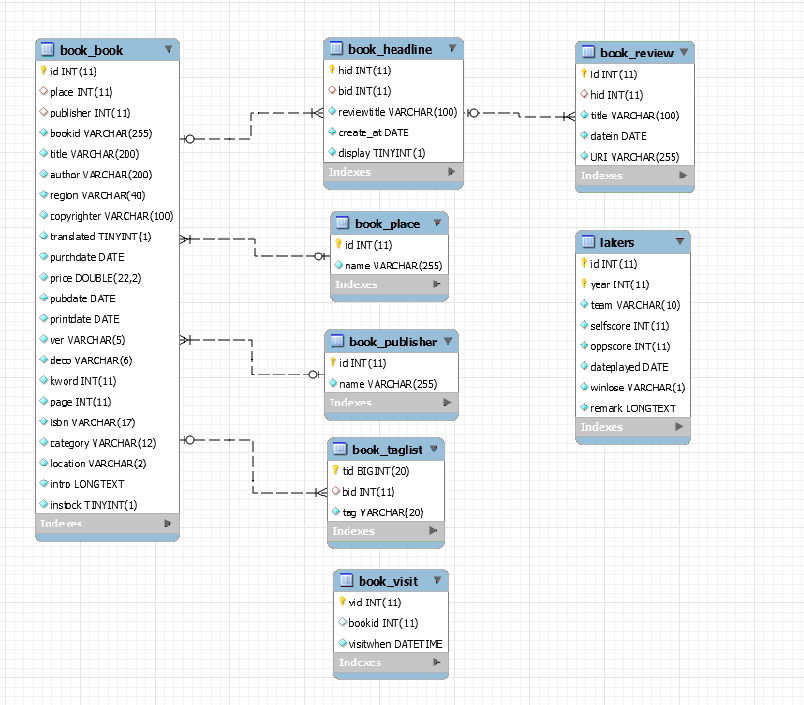 book_book
id INT(11)
place INT(11)
publisher INT(11)
bookid VARCHAR(255)
title VARCHAR(200)
author VARCHAR(200)
region VARCHAR(40)
copyrighter VARCHAR(100)
translated TINYINT(1)
purchdate DATE
price DOUBLE(22,2)
pubdate DATE
printdate DATE
ver VARCHAR(5)
deco VARCHAR(6)
kword INT(11)
page INT(11)
isbn VARCHAR(17)
category VARCHAR(12)
location VARCHAR(2)
intro LONGTEXT
instock TINYINT(1)
Indexes
book_headline
hid INT(11)
bid INT(11)
reviewtitle VARCHAR(100)
create_at DATE
display TINYINT(1)
Indexes
book_review
id INT(11)
hid INT(11)
title VARCHAR(100)
datein DATE
URI VARCHAR(255)
Indexes
book_place
id INT(11)
name VARCHAR(255)
Indexes
lakers
id INT(11)
year INT(11)
team VARCHAR(10)
selfscore INT(11)
oppscore INT(11)
dateplayed DATE
winlose VARCHAR(1)
remark LONGTEXT
Indexes
book_publisher
id INT(11)
name VARCHAR(255)
Indexes
book_taglist
tid BIGINT(20)
bid INT(11)
tag VARCHAR(20)
Indexes
book_visit
vid INT(11)
bookid INT(11)
visitwhen DATETIME
Indexes